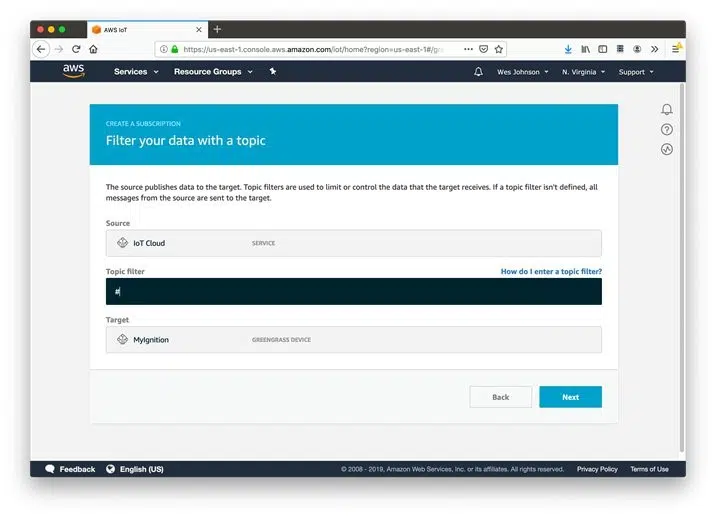 AWS IoT
https://us-east-1.console.aws.amazon.com/iot/home?region=us-east-1#/gr
aws
Services
Resource Groups
Wes Johnson
N. Virginia
Support
CREATE A SUBSCRIPTION
Filter your data with a topic
The source publishes data to the target. Topic filters are used to limit or control the data that the target receives. If a topic filter isn't defined, all
messages from the source are sent to the target.
Source
IoT Cloud
SERVICE
Topic filter
How do I enter a topic filter?
#
Target
MyIgnition
GREENGRASS DEVICE
Back
Next
Feedback
English (US)
© 2008 - 2019, Amazon Web Services, Inc. or its affiliates. All rights reserved.
Privacy Policy
Terms of Use